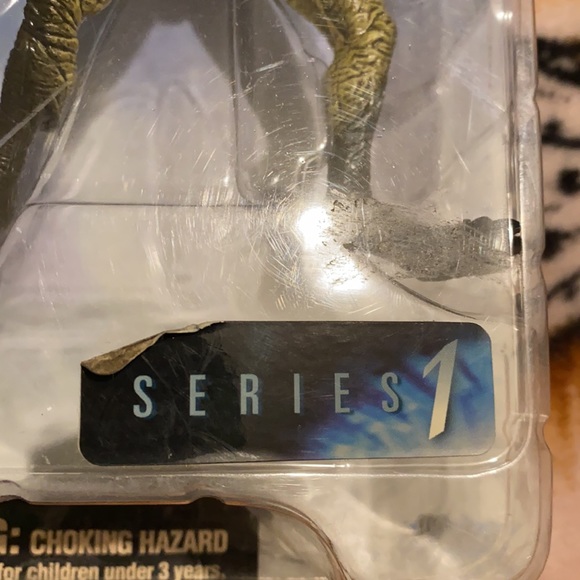 SERIES 1
G: CHOKING HAZARD
for children under 3 years.